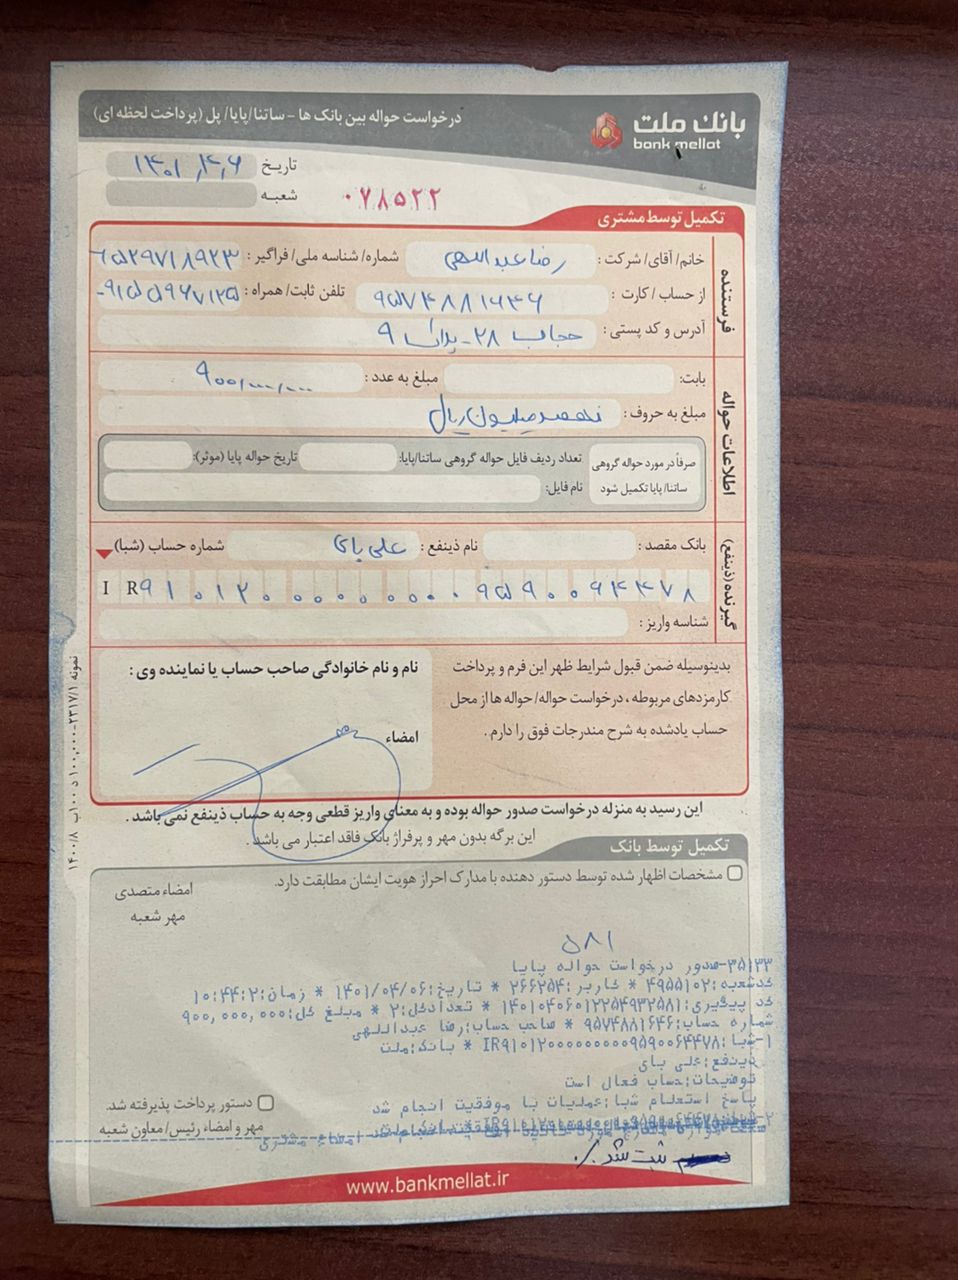 بانک ملت
bank mellat
درخواست حواله بین بانک ها - ساتنا/پایا/ پل (پرداخت لحظه ای)
تاریخ ۱۴۰۱/۴/۶
شعبه
۰۷۸۵۲۲
تکمیل توسط مشتری
فرستنده
خانم/ آقای/ شرکت : رضا عبداللهی شماره/ شناسه ملی/ فراگیر :
از حساب / کارت : ۹۵۷۴۸۸۱۶۴۶ تلفن ثابت/ همراه :
آدرس و کد پستی : حجاب ۲۸ - پلاک ۹
اطلاعات حواله
بابت: مبلغ به عدد : ۹۰۰,۰۰۰,۰۰۰
مبلغ به حروف : نهصد میلیون ریال
صرفاً در مورد حواله گروهی ساتنا/ پایا تکمیل شود
تعداد ردیف فایل حواله گروهی ساتنا/پایا: تاریخ حواله پایا (موثر):
نام فایل:
گیرنده (ذینفع)
بانک مقصد : نام ذینفع : علی بای شماره حساب (شبا)
IR ۹۱۰۱۲۰۰۰۰۰۰۰۰۰۰۹۵۹۰۰۶۴۴۷۸
شناسه واریز :
بدینوسیله ضمن قبول شرایط ظهر این فرم و پرداخت
کارمزدهای مربوطه ، درخواست حواله/ حواله ها از محل
حساب یادشده به شرح مندرجات فوق را دارم .
نام و نام خانوادگی صاحب حساب یا نماینده وی :
امضاء
این رسید به منزله درخواست صدور حواله بوده و به معنای واریز قطعی وجه به حساب ذینفع نمی باشد .
این برگه بدون مهر و پرفراژ بانک فاقد اعتبار می باشد .
تکمیل توسط بانک
مشخصات اظهار شده توسط دستور دهنده با مدارک احراز هویت ایشان مطابقت دارد.
امضاء متصدی
مهر شعبه
۵۸۱
۳۵۱۳۳-صدور درخواست حواله پایا
کدشعبه:۴۹۵۵۱۰۲ * کاربر:۲۶۶۲۵۴ * تاریخ:۱۴۰۱/۰۴/۰۶ * زمان:۱۰:۴۴:۲
کد پیگیری:۱۴۰۱۰۴۰۶۰۱۲۲۵۴۹۳۲۵۸۱ * تعدادکل:۲ * مبلغ کل:۹۰۰,۰۰۰,۰۰۰
شماره حساب:۹۵۷۴۸۸۱۶۴۶ * صاحب حساب:رضا عبداللهی
۱-شبا:IR۹۱۰۱۲۰۰۰۰۰۰۰۰۰۰۹۵۹۰۰۶۴۴۷۸ * بانک:ملت
ذینفع:علی بای
توضیحات:حساب فعال است
پاسخ استعلام شبا:عملیات با موفقیت انجام شد
دستور پرداخت پذیرفته شد.
مهر و امضاء رئیس/ معاون شعبه
ثبت شد
www.bankmellat.ir